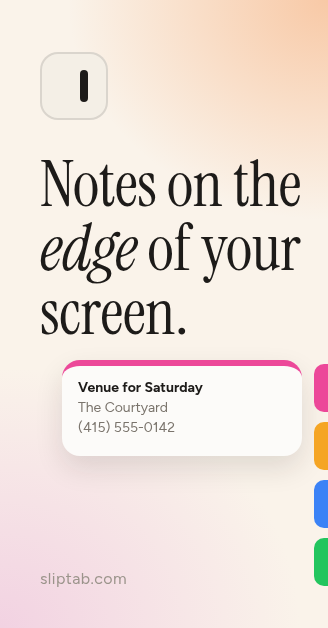 Notes on the
edge of your
screen.
Venue for Saturday
The Courtyard
(415) 555-0142
sliptab.com